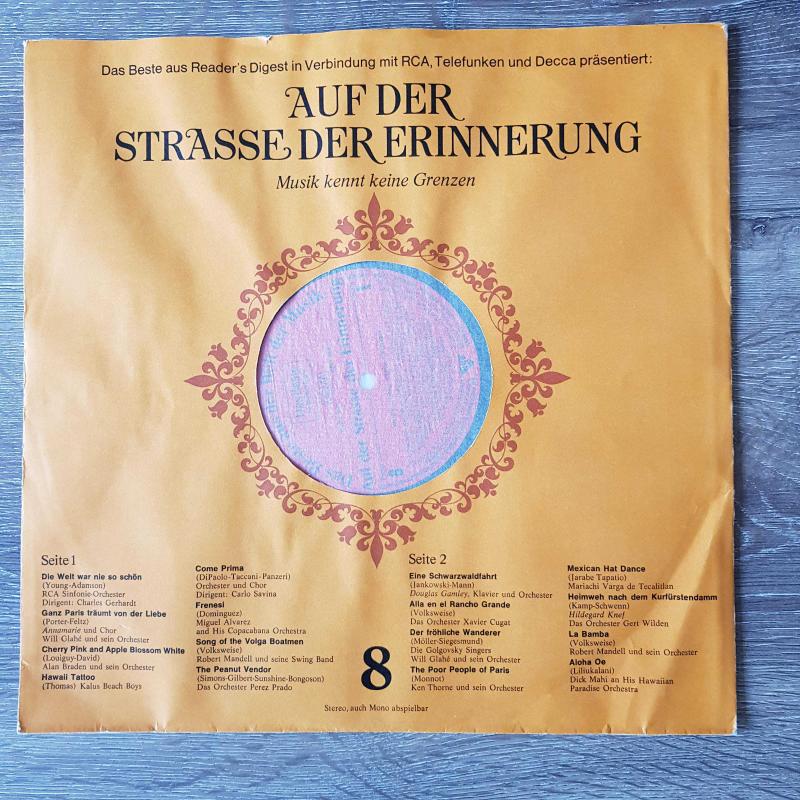 Das Beste aus Reader's Digest in Verbindung mit RCA, Telefunken und Decca präsentiert:
AUF DER
STRASSE DER ERINNERUNG
Musik kennt keine Grenzen
Seite 1
Die Welt war nie so schön
(Young-Adamson)
RCA Sinfonie-Orchester
Dirigent: Charles Gerhardt
Ganz Paris träumt von der Liebe
(Porter-Feltz)
Annamarie und Chor
Will Glahé und sein Orchester
Cherry Pink and Apple Blossom White
(Louiguy-David)
Alan Braden und sein Orchester
Hawaii Tattoo
(Thomas) Kalus Beach Boys
Come Prima
(DiPaolo-Taccani-Panzeri)
Orchester und Chor
Dirigent: Carlo Savina
Frenesi
(Dominguez)
Miguel Alvarez
and His Copacabana Orchestra
Song of the Volga Boatmen
(Volksweise)
Robert Mandell und seine Swing Band
The Peanut Vendor
(Simons-Gilbert-Sunshine-Bongoson)
Das Orchester Perez Prado
8
Seite 2
Eine Schwarzwaldfahrt
(Jankowski-Mann)
Douglas Gamley, Klavier und Orchester
Alla en el Rancho Grande
(Volksweise)
Das Orchester Xavier Cugat
Der fröhliche Wanderer
(Möller-Siegesmund)
Die Golgovsky Singers
Will Glahé und sein Orchester
The Poor People of Paris
(Monnot)
Ken Thorne und sein Orchester
Mexican Hat Dance
(Jarabe Tapatio)
Mariachi Varga de Tecalitlan
Heimweh nach dem Kurfürstendamm
(Kamp-Schwenn)
Hildegard Knef
Das Orchester Gert Wilden
La Bamba
(Volksweise)
Robert Mandell und sein Orchester
Aloha Oe
(Liliukalani)
Dick Mahi an His Hawaiian
Paradise Orchestra
Stereo, auch Mono abspielbar